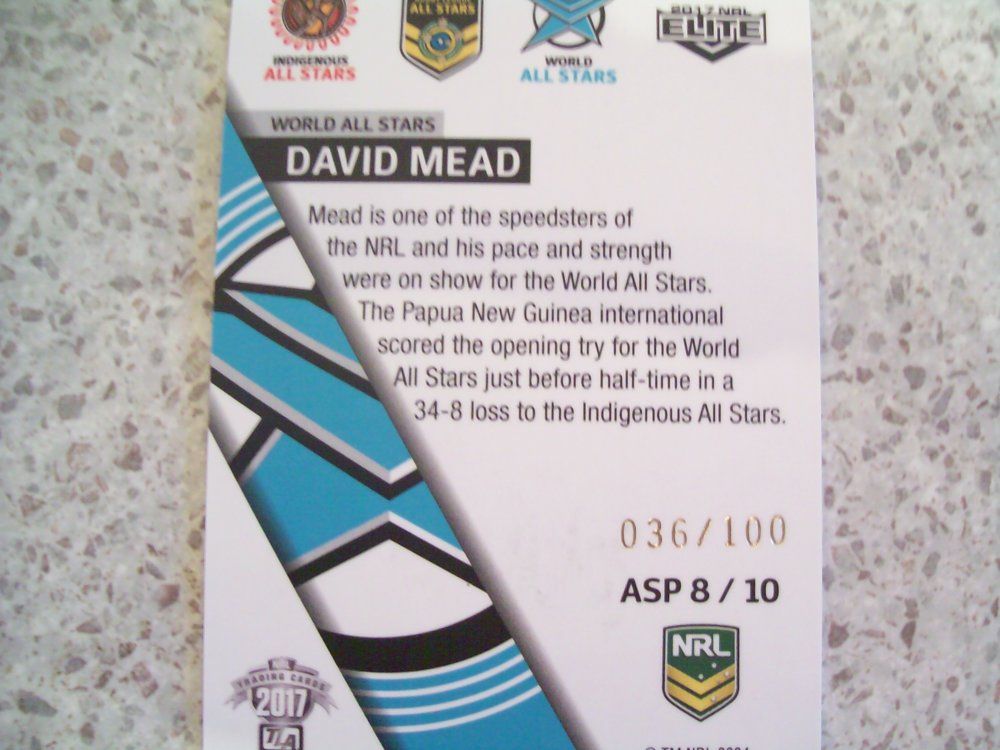 ALL STARS
2017 NRL
ELITE
INDIGENOUS
ALL STARS
WORLD
ALL STARS
WORLD ALL STARS
DAVID MEAD
Mead is one of the speedsters of
the NRL and his pace and strength
were on show for the World All Stars.
The Papua New Guinea international
scored the opening try for the World
All Stars just before half-time in a
34-8 loss to the Indigenous All Stars.
036/100
ASP 8 / 10
NRL
TRADING CARDS
2017